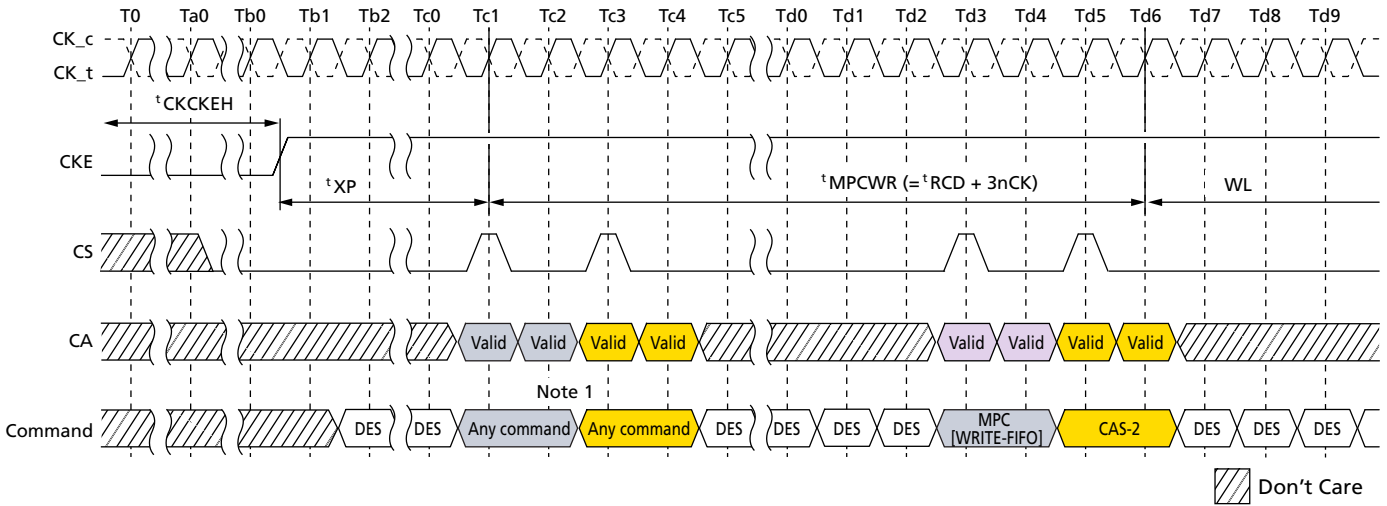 T0 Ta0 Tb0 Tb1 Tb2 Tc0 Tc1 Tc2 Tc3 Tc4 Tc5 Td0 Td1 Td2 Td3 Td4 Td5 Td6 Td7 Td8 Td9
CK_c
CK_t
tCKCKEH
CKE
tXP
tMPCWR (= tRCD + 3nCK)
WL
CS
CA
Valid Valid Valid Valid Valid Valid Valid Valid
Note 1
Command
DES DES Any command Any command DES DES DES DES MPC [WRITE-FIFO] CAS-2 DES DES DES
Don't Care